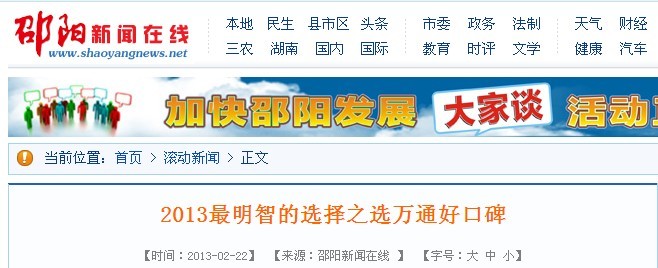 邵阳新闻在线
www.shaoyangnews.net
本地 民生 县市区 头条 市委 政务 法制 天气 财经
三农 湖南 国内 国际 教育 时评 文学 健康 汽车
加快邵阳发展 大家谈 活动
当前位置：首页 > 滚动新闻 > 正文
2013最明智的选择之选万通好口碑
【时间：2013-02-22】 【来源：邵阳新闻在线 】 【字号：大 中 小】